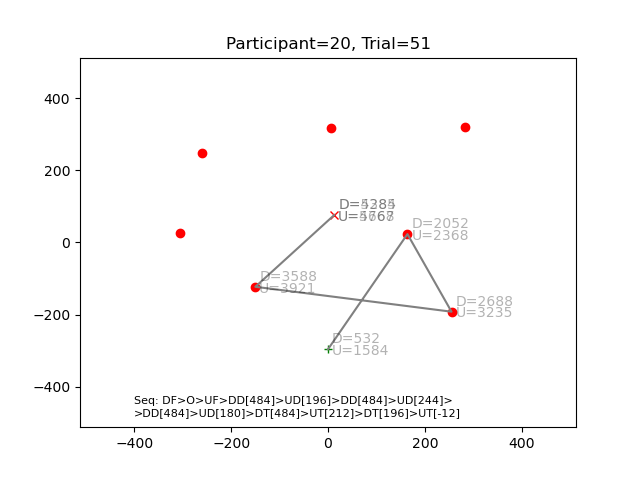 Participant=20, Trial=51
400
200
0
−200
−400
D=2052
U=2368
D=3588
U=3921
D=2688
U=3235
D=532
U=1584
Seq: DF>O>UF>DD[484]>UD[196]>DD[484]>UD[244]>
>DD[484]>UD[180]>DT[484]>UT[212]>DT[196]>UT[-12]
−400
−200
0
200
400